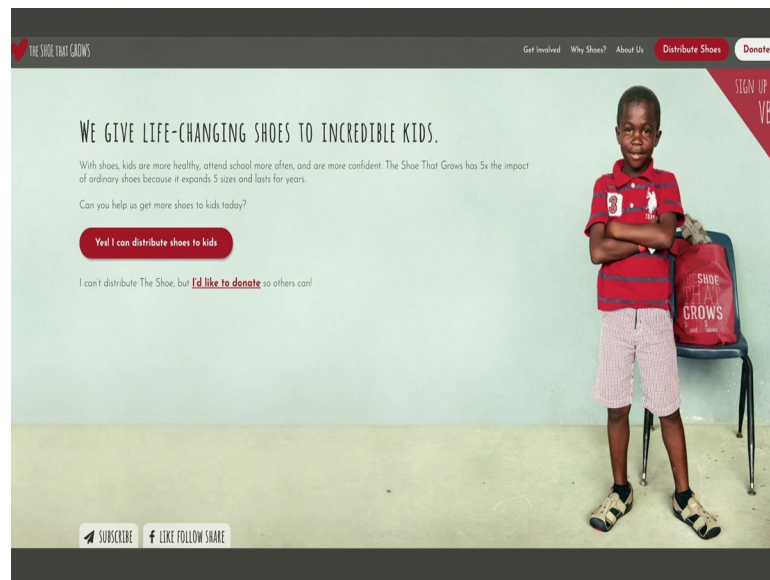 THE SHOE THAT GROWS
Get Involved Why Shoes? About Us Distribute Shoes Donate
SIGN UP
WE GIVE LIFE-CHANGING SHOES TO INCREDIBLE KIDS.
With shoes, kids are more healthy, attend school more often, and are more confident. The Shoe That Grows has 5x the impact
of ordinary shoes because it expands 5 sizes and lasts for years.
Can you help us get more shoes to kids today?
Yes! I can distribute shoes to kids
I can't distribute The Shoe, but I'd like to donate so others can!
3
SHOE
THAT
GROWS
SUBSCRIBE LIKE FOLLOW SHARE